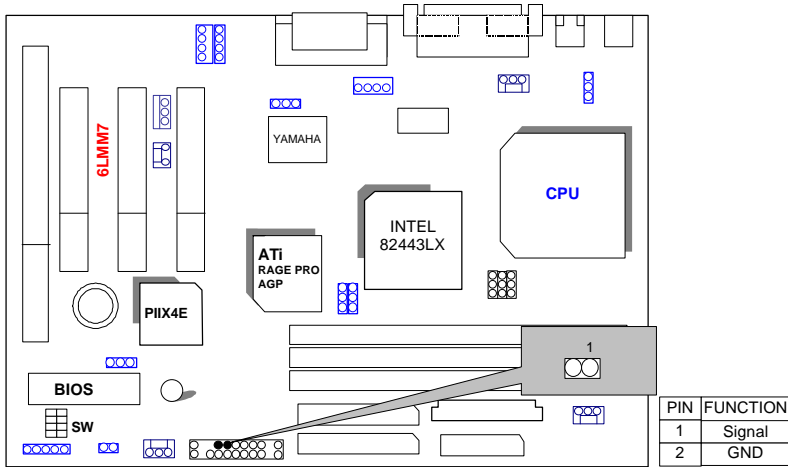 6LMM7
YAMAHA
CPU
INTEL
82443LX
ATi
RAGE PRO
AGP
PIIX4E
1
BIOS
SW
PIN FUNCTION
1 Signal
2 GND